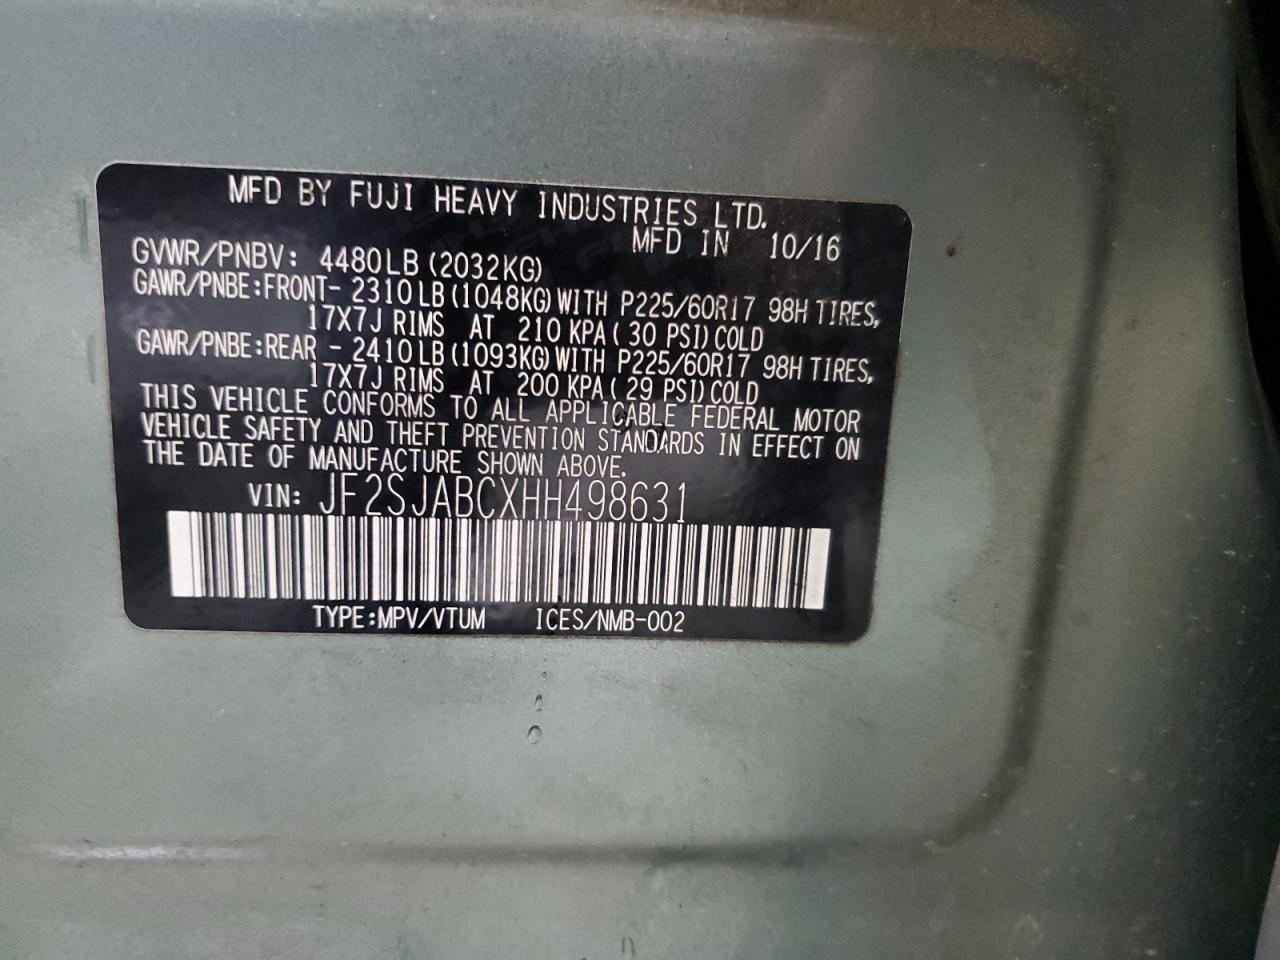 MFD BY FUJI HEAVY INDUSTRIES LTD.
MFD IN 10/16
GVWR/PNBV: 4480LB (2032KG)
GAWR/PNBE:FRONT- 2310LB(1048KG)WITH P225/60R17 98H TIRES,
17X7J RIMS AT 210 KPA( 30 PSI)COLD
GAWR/PNBE:REAR - 2410LB(1093KG)WITH P225/60R17 98H TIRES,
17X7J RIMS AT 200 KPA( 29 PSI)COLD
THIS VEHICLE CONFORMS TO ALL APPLICABLE FEDERAL MOTOR
VEHICLE SAFETY AND THEFT PREVENTION STANDARDS IN EFFECT ON
THE DATE OF MANUFACTURE SHOWN ABOVE.
VIN: JF2SJABCXHH498631
TYPE:MPV/VTUM ICES/NMB-002